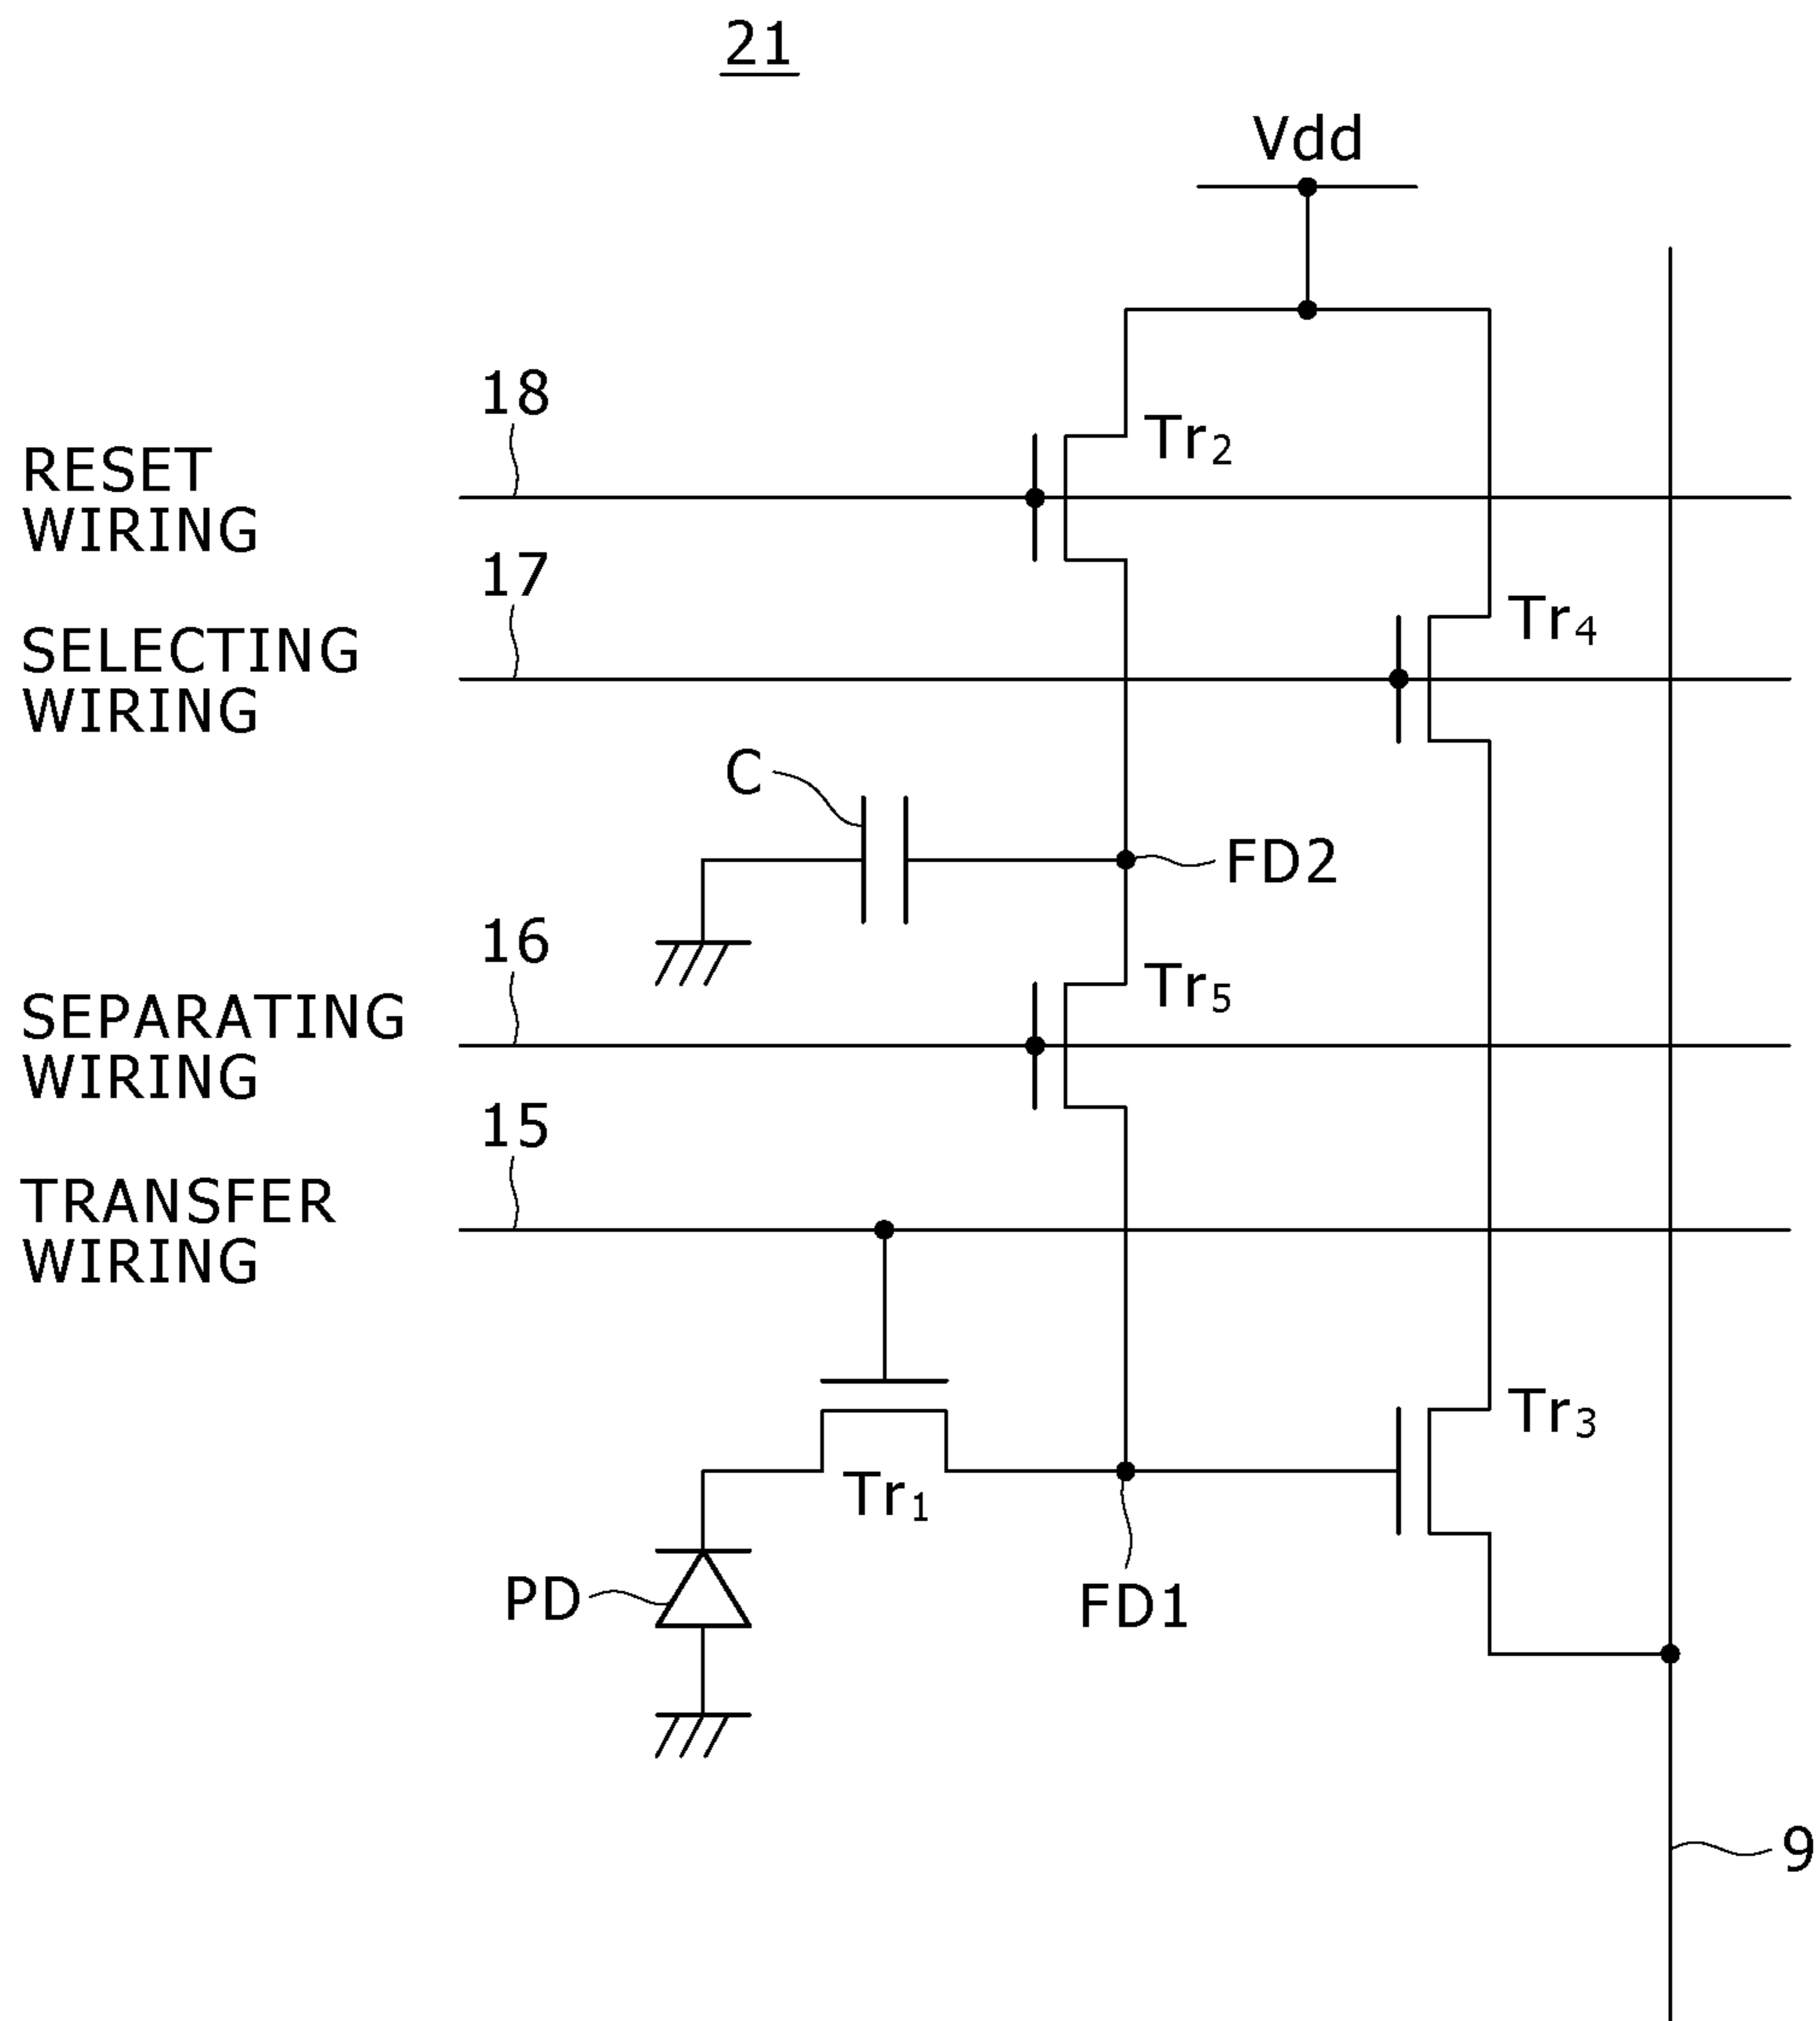 21
Vdd
18
RESET
WIRING
Tr2
17
SELECTING
WIRING
Tr4
C
FD2
16
SEPARATING
WIRING
Tr5
15
TRANSFER
WIRING
Tr3
Tr1
PD
FD1
9